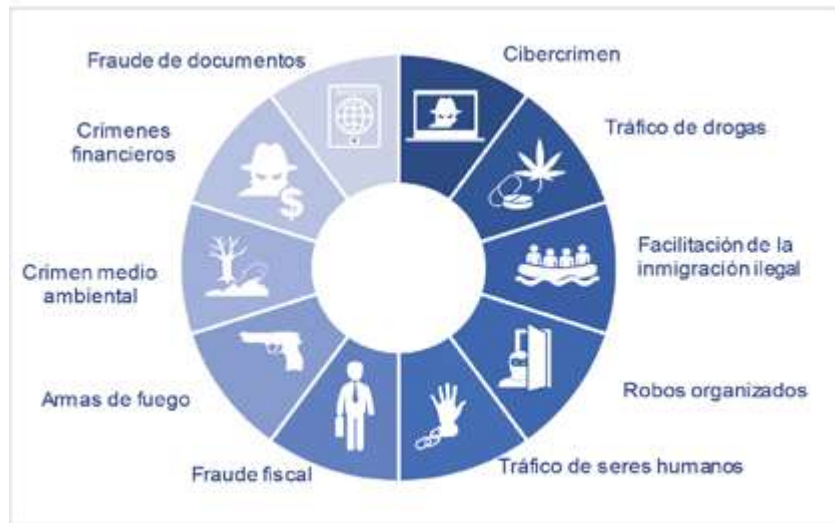 Fraude de documentos
Cibercrimen
Crímenes
financieros
Tráfico de drogas
Crimen medio
ambiental
Facilitación de la
inmigración ilegal
Armas de fuego
Robos organizados
Fraude fiscal
Tráfico de seres humanos
$